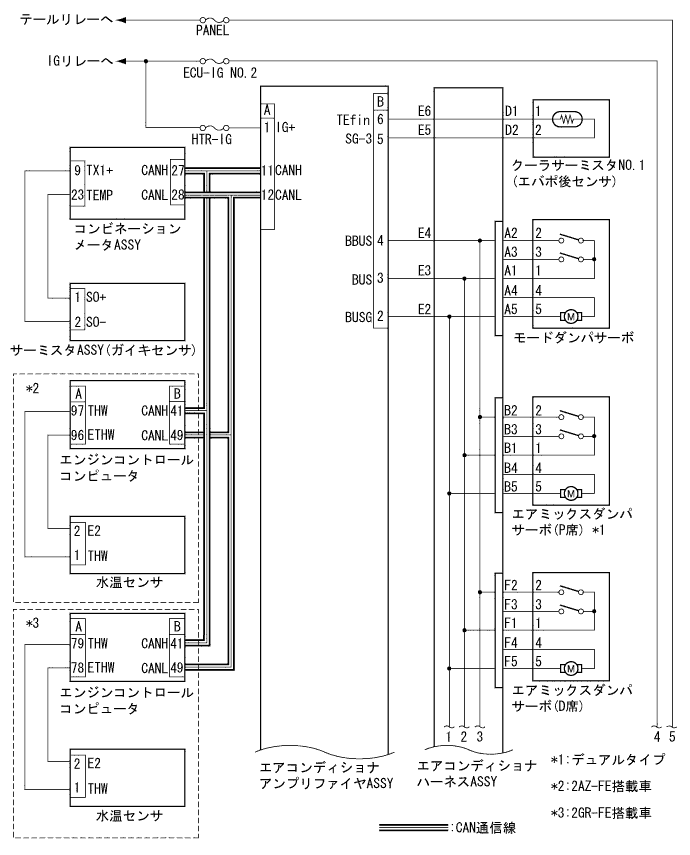 テールリレーへ
PANEL
IGリレーへ
ECU-IG NO.2
HTR-IG
A
1 IG+
11 CANH
12 CANL
B
TEfin 6
SG-3 5
BBUS 4
BUS 3
BUSG 2
エアコンディショナ
アンプリファイヤASSY
9 TX1+ CANH 27
23 TEMP CANL 28
コンビネーション
メータASSY
1 SO+
2 SO-
サーミスタASSY(ガイキセンサ)
*2
A B
97 THW CANH 41
96 ETHW CANL 49
エンジンコントロール
コンピュータ
2 E2
1 THW
水温センサ
*3
A B
79 THW CANH 41
78 ETHW CANL 49
エンジンコントロール
コンピュータ
2 E2
1 THW
水温センサ
E6 D1 1
E5 D2 2
クーラサーミスタNO.1
(エバポ後センサ)
E4
E3
E2
A2 2
A3 3
A1 1
A4 4
A5 5 M
モードダンパサーボ
B2 2
B3 3
B1 1
B4 4
B5 5 M
エアミックスダンパ
サーボ(P席) *1
F2 2
F3 3
F1 1
F4 4
F5 5 M
エアミックスダンパ
サーボ(D席)
1 2 3
4 5
エアコンディショナ
ハーネスASSY
*1:デュアルタイプ
*2:2AZ-FE搭載車
*3:2GR-FE搭載車
:CAN通信線